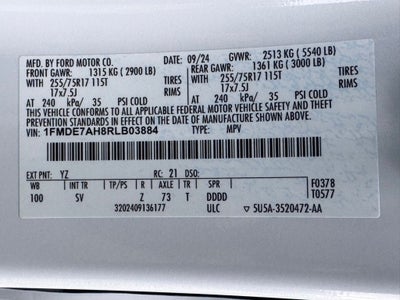 MFD. BY FORD MOTOR CO. 09/24 GVWR: 2513 KG (5540 LB)
FRONT GAWR: 1315 KG (2900 LB) REAR GAWR: 1361 KG (3000 LB)
255/75R17 115T TIRES 255/75R17 115T TIRES
17x7.5J RIMS 17x7.5J RIMS
AT 240 kPa/ 35 PSI COLD AT 240 kPa/ 35 PSI COLD
THIS VEHICLE CONFORMS TO ALL APPLICABLE FEDERAL MOTOR VEHICLE SAFETY AND THEFT
PREVENTION STANDARDS IN EFFECT ON THE DATE OF MANUFACTURE SHOWN ABOVE.
VIN: 1FMDE7AH8RLB03884 TYPE: MPV
EXT PNT: YZ RC: 21 DSO: F0378
WB INT TR TP/PS R AXLE TR SPR T0577
100 SV Z 73 T DDDD
3202409136177 ULC 5U5A-3520472-AA